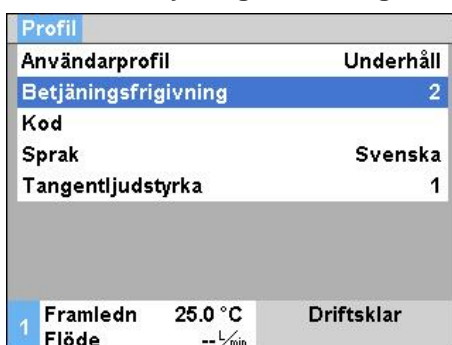 Profil
Användarprofil Underhåll
Betjäningsfrigivning 2
Kod
Sprak Svenska
Tangentljudstyrka 1
1 Framledn 25.0 °C Driftsklar
Flöde -- L/min